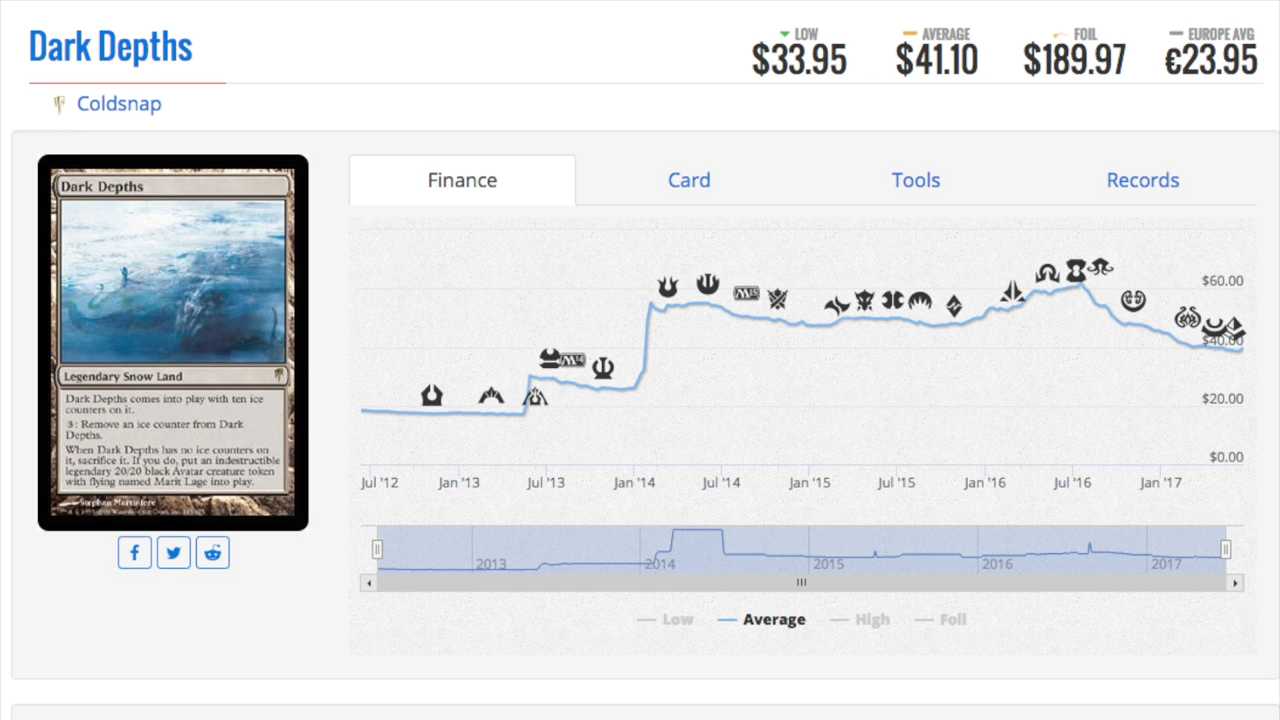 Dark Depths
LOW
$33.95
AVERAGE
$41.10
FOIL
$189.97
EUROPE AVG
€23.95
Coldsnap
Finance
Card
Tools
Records
Dark Depths
Legendary Snow Land
Dark Depths comes into play with ten ice
counters on it.
3: Remove an ice counter from Dark
Depths.
When Dark Depths has no ice counters on
it, sacrifice it. If you do, put an indestructible
legendary 20/20 black Avatar creature token
with flying named Marit Lage into play.
Stephan Martiniere
M15
M14
$60.00
$40.00
$20.00
$0.00
Jul '12
Jan '13
Jul '13
Jan '14
Jul '14
Jan '15
Jul '15
Jan '16
Jul '16
Jan '17
2013
2014
2015
2016
2017
Low
Average
High
Foil